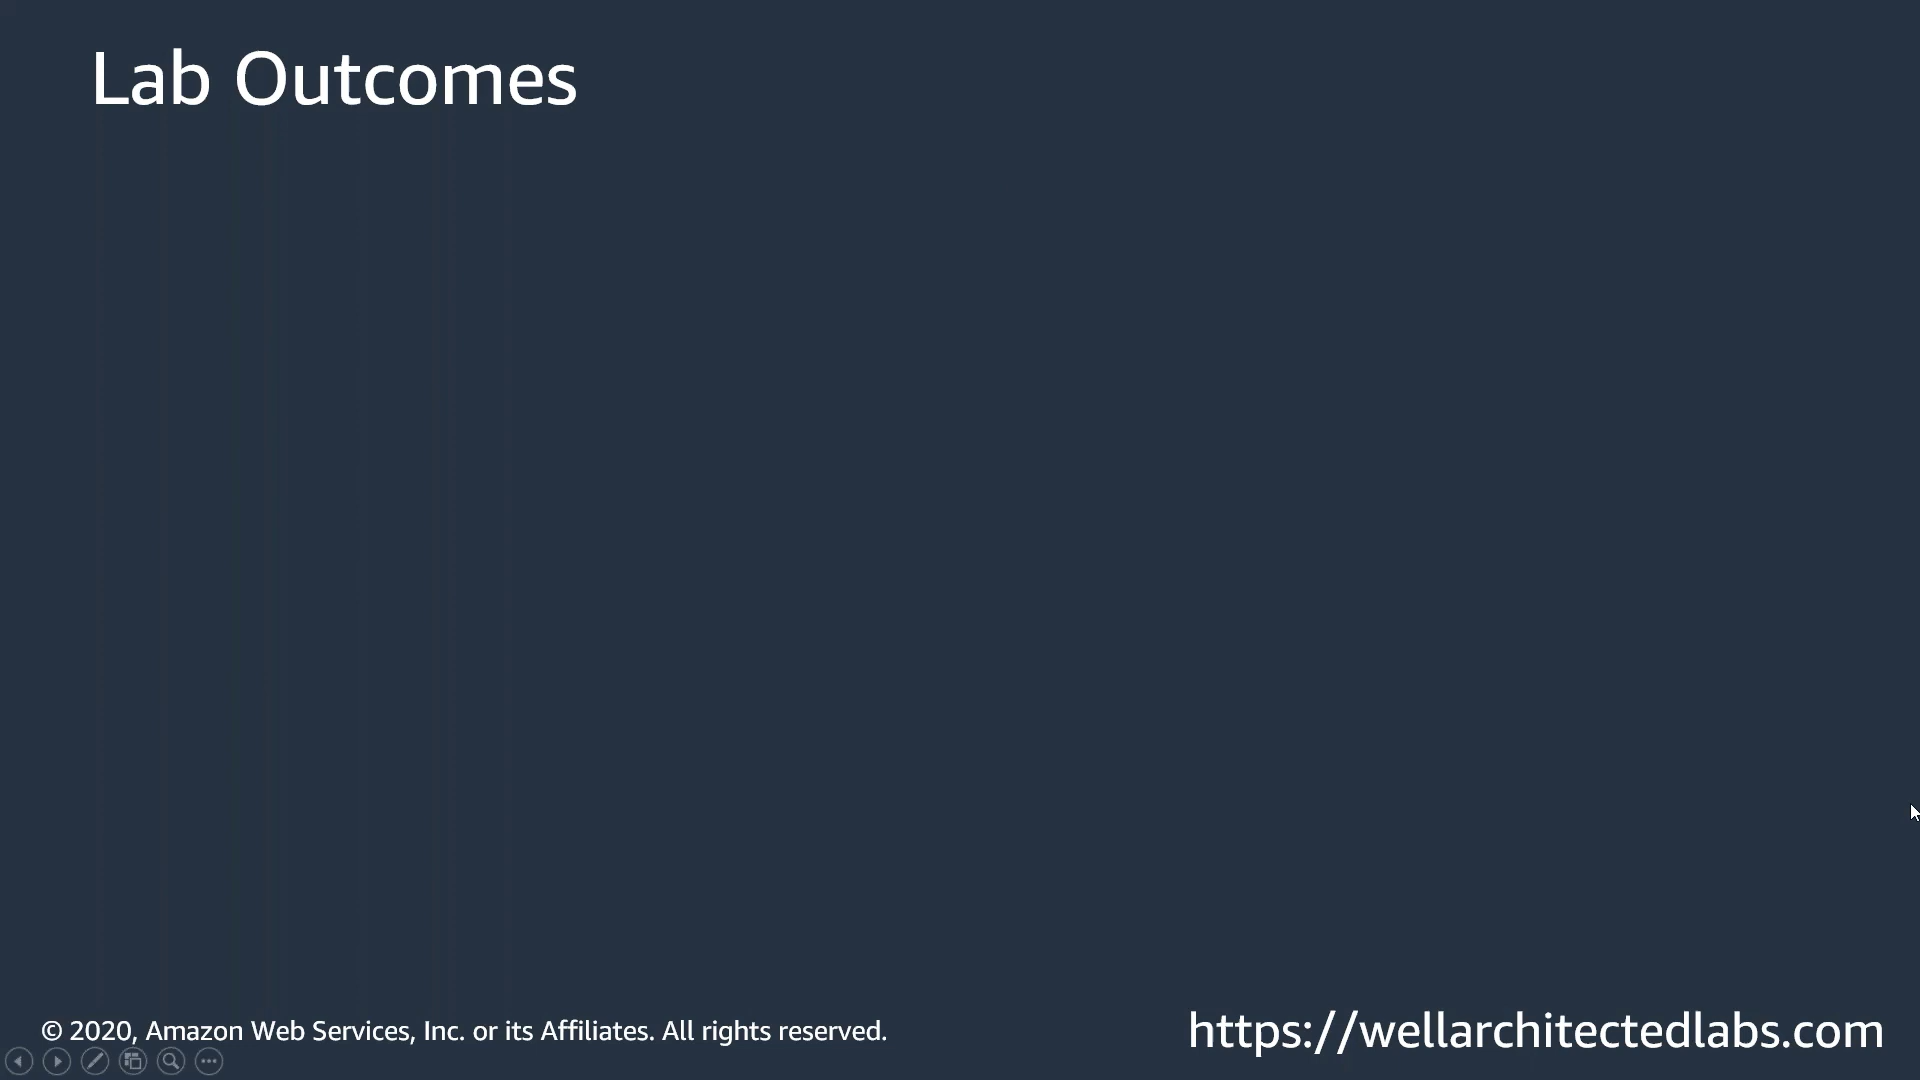 Lab Outcomes
© 2020, Amazon Web Services, Inc. or its Affiliates. All rights reserved.
https://wellarchitectedlabs.com